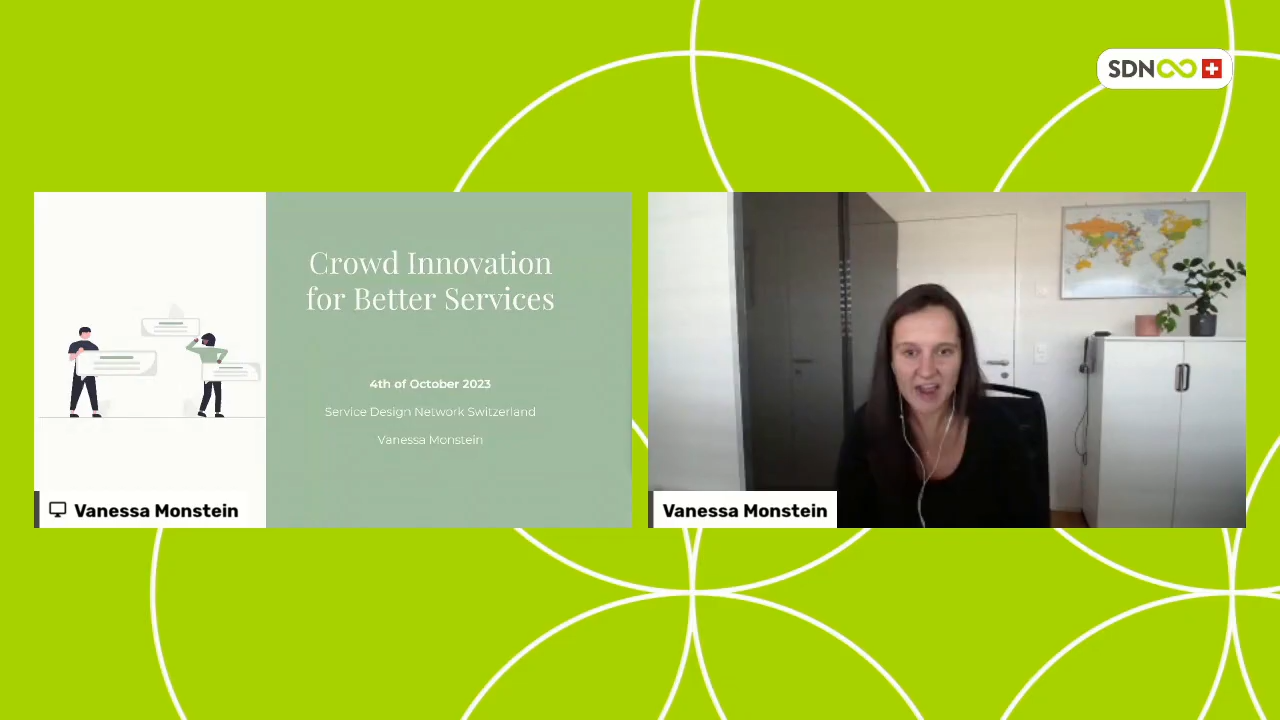 SDN
Crowd Innovation
for Better Services
4th of October 2023
Service Design Network Switzerland
Vanessa Monstein
Vanessa Monstein
Vanessa Monstein